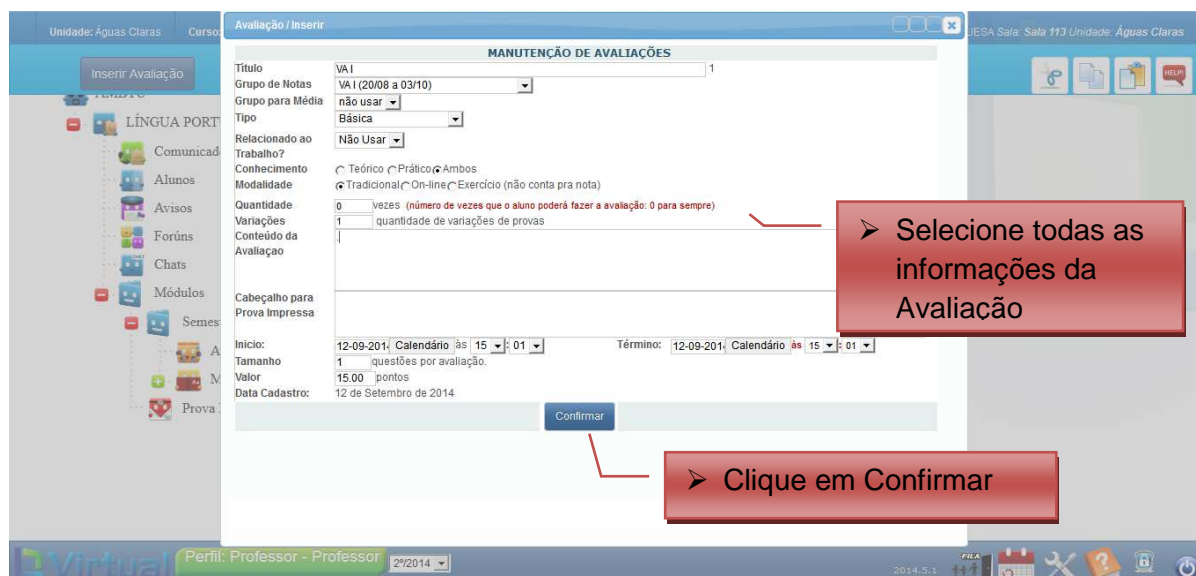 Unidade: Águas Claras Curso:
Avaliação / Inserir
JESA Sala: Sala 113 Unidade: Águas Claras
Inserir Avaliação
HELP!
LÍNGUA PORT
Comunicad
Alunos
Avisos
Forúns
Chats
Módulos
Semes
A
M
Prova
MANUTENÇÃO DE AVALIAÇÕES
Título VA I 1
Grupo de Notas VA I (20/08 a 03/10)
Grupo para Média não usar
Tipo Básica
Relacionado ao Trabalho? Não Usar
Conhecimento Teórico Prático Ambos
Modalidade Tradicional On-line Exercício (não conta pra nota)
Quantidade 0 vezes (número de vezes que o aluno poderá fazer a avaliação: 0 para sempre)
Variações 1 quantidade de variações de provas
Conteúdo da Avaliaçao
Cabeçalho para Prova Impressa
Inicio: 12-09-201 Calendário às 15 : 01 Término: 12-09-201 Calendário às 15 : 01
Tamanho 1 questões por avaliação.
Valor 15.00 pontos
Data Cadastro: 12 de Setembro de 2014
Confirmar
➢ Selecione todas as
informações da
Avaliação
➢ Clique em Confirmar
Virtual
Perfil: Professor - Professor 2º/2014
2014.5.1
FILA